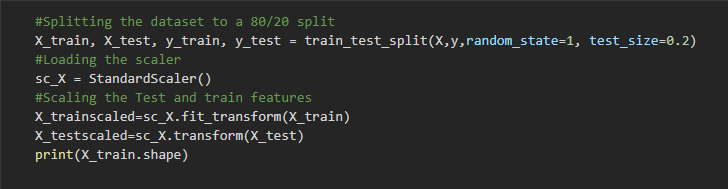 #Splitting the dataset to a 80/20 split
X_train, X_test, y_train, y_test = train_test_split(X,y,random_state=1, test_size=0.2)
#Loading the scaler
sc_X = StandardScaler()
#Scaling the Test and train features
X_trainscaled=sc_X.fit_transform(X_train)
X_testscaled=sc_X.transform(X_test)
print(X_train.shape)